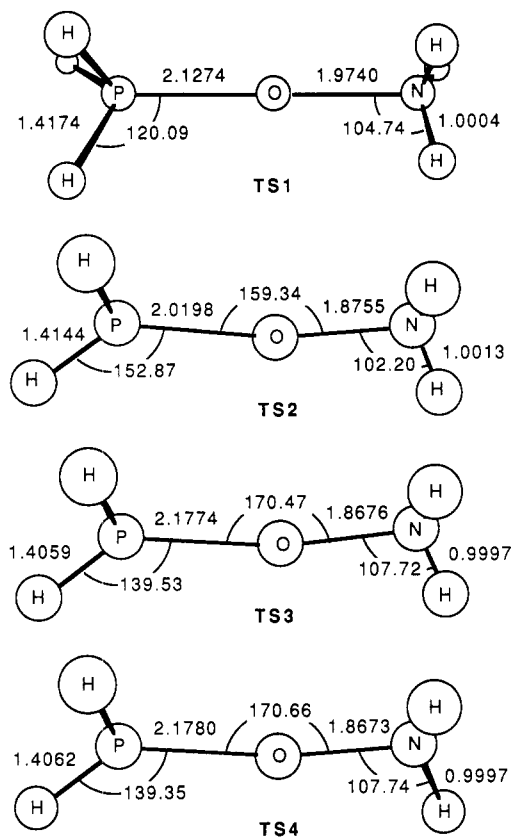 H
2.1274 1.9740 H
P O N
1.4174 120.09 104.74 1.0004
H H
TS1
H
2.0198 159.34 1.8755 H
1.4144 P O N
152.87 102.20 1.0013
H H
TS2
H
2.1774 170.47 1.8676 H
1.4059 P O N
139.53 107.72 0.9997
H H
TS3
H
2.1780 170.66 1.8673 H
1.4062 P O N
139.35 107.74 0.9997
H H
TS4